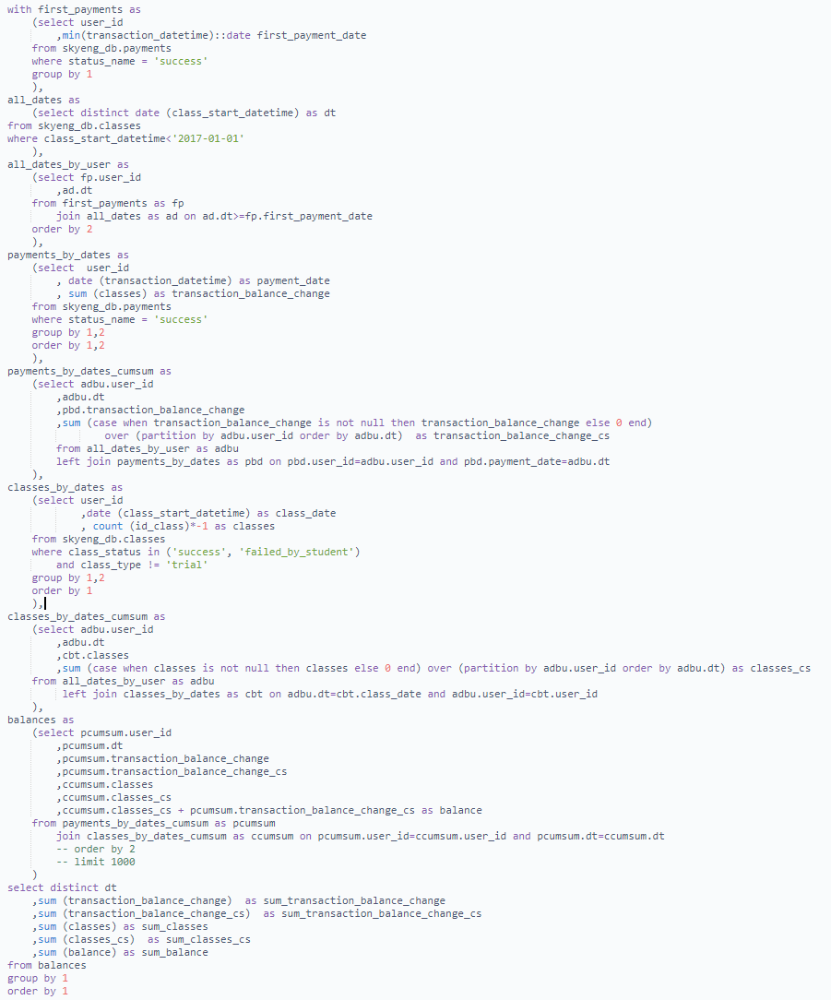 with first_payments as
    (select user_id
        ,min(transaction_datetime)::date first_payment_date
    from skyeng_db.payments
    where status_name = 'success'
    group by 1
    ),
all_dates as
    (select distinct date (class_start_datetime) as dt
from skyeng_db.classes
where class_start_datetime<'2017-01-01'
    ),
all_dates_by_user as
    (select fp.user_id
        ,ad.dt
    from first_payments as fp
        join all_dates as ad on ad.dt>=fp.first_payment_date
    order by 2
    ),
payments_by_dates as
    (select  user_id
        , date (transaction_datetime) as payment_date
        , sum (classes) as transaction_balance_change
    from skyeng_db.payments
    where status_name = 'success'
    group by 1,2
    order by 1,2
    ),
payments_by_dates_cumsum as
    (select adbu.user_id
        ,adbu.dt
        ,pbd.transaction_balance_change
        ,sum (case when transaction_balance_change is not null then transaction_balance_change else 0 end)
                over (partition by adbu.user_id order by adbu.dt)  as transaction_balance_change_cs
        from all_dates_by_user as adbu
        left join payments_by_dates as pbd on pbd.user_id=adbu.user_id and pbd.payment_date=adbu.dt
    ),
classes_by_dates as
    (select user_id
            ,date (class_start_datetime) as class_date
            , count (id_class)*-1 as classes
    from skyeng_db.classes
    where class_status in ('success', 'failed_by_student')
        and class_type != 'trial'
    group by 1,2
    order by 1
    ),
classes_by_dates_cumsum as
    (select adbu.user_id
        ,adbu.dt
        ,cbt.classes
        ,sum (case when classes is not null then classes else 0 end) over (partition by adbu.user_id order by adbu.dt) as classes_cs
    from all_dates_by_user as adbu
         left join classes_by_dates as cbt on adbu.dt=cbt.class_date and adbu.user_id=cbt.user_id
    ),
balances as
    (select pcumsum.user_id
        ,pcumsum.dt
        ,pcumsum.transaction_balance_change
        ,pcumsum.transaction_balance_change_cs
        ,ccumsum.classes
        ,ccumsum.classes_cs
        ,ccumsum.classes_cs + pcumsum.transaction_balance_change_cs as balance
    from payments_by_dates_cumsum as pcumsum
        join classes_by_dates_cumsum as ccumsum on pcumsum.user_id=ccumsum.user_id and pcumsum.dt=ccumsum.dt
        -- order by 2
        -- limit 1000
    )
select distinct dt
    ,sum (transaction_balance_change)  as sum_transaction_balance_change
    ,sum (transaction_balance_change_cs)  as sum_transaction_balance_change_cs
    ,sum (classes) as sum_classes
    ,sum (classes_cs)  as sum_classes_cs
    ,sum (balance) as sum_balance
from balances
group by 1
order by 1